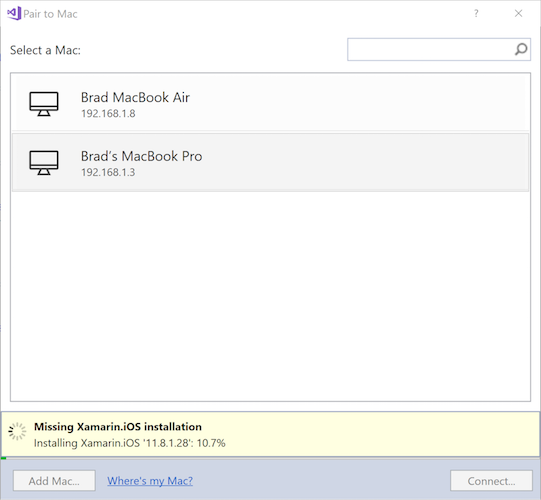 Pair to Mac
?
Select a Mac:
Brad MacBook Air
192.168.1.8
Brad's MacBook Pro
192.168.1.3
Missing Xamarin.iOS installation
Installing Xamarin.iOS '11.8.1.28': 10.7%
Add Mac...
Where's my Mac?
Connect...